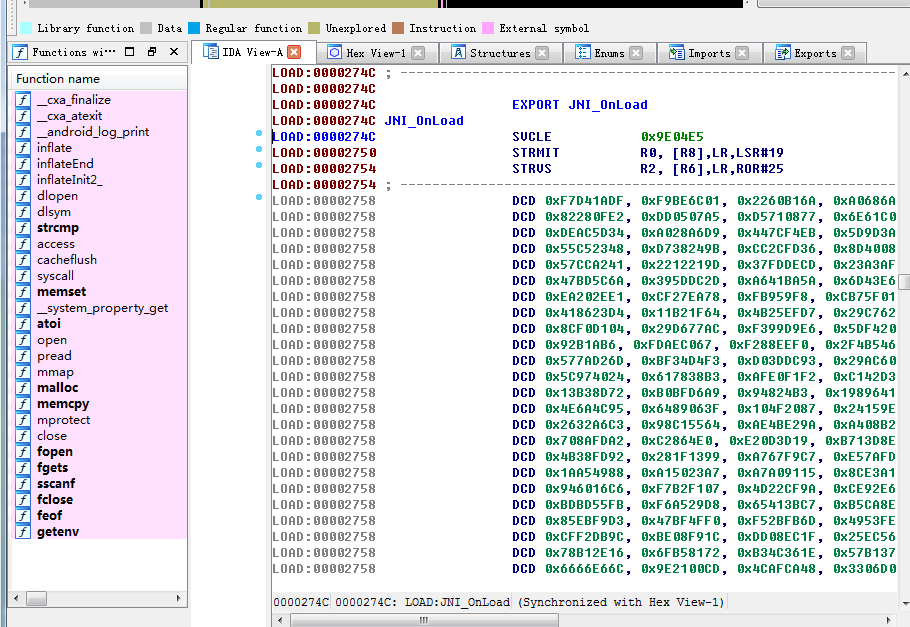 Library function Data Regular function Unexplored Instruction External symbol
Functions wi··· IDA View-A Hex View-1 Structures Enums Imports Exports
Function name
__cxa_finalize
__cxa_atexit
__android_log_print
inflate
inflateEnd
inflateInit2_
dlopen
dlsym
strcmp
access
cacheflush
syscall
memset
__system_property_get
atoi
open
pread
mmap
malloc
memcpy
mprotect
close
fopen
fgets
sscanf
fclose
feof
getenv
LOAD:0000274C ; ---------------------------------------------------------------
LOAD:0000274C
LOAD:0000274C EXPORT JNI_OnLoad
LOAD:0000274C JNI_OnLoad
LOAD:0000274C SVCLE 0x9E04E5
LOAD:00002750 STRMIT R0, [R8],LR,LSR#19
LOAD:00002754 STRVS R2, [R6],LR,ROR#25
LOAD:00002754 ; ---------------------------------------------------------------
LOAD:00002758 DCD 0xF7D41ADF, 0xF9BE6C01, 0x2260B16A, 0xA0686A
LOAD:00002758 DCD 0x82280FE2, 0xDD0507A5, 0xD5710877, 0x6E61C0
LOAD:00002758 DCD 0xDEAC5D34, 0xA028A6D9, 0x447CF4EB, 0x5D9D3A
LOAD:00002758 DCD 0x55C52348, 0xD738249B, 0xCC2CFD36, 0x8D4008
LOAD:00002758 DCD 0x57CCA241, 0x2212219D, 0x37FDDECD, 0x23A3AF
LOAD:00002758 DCD 0x47BD5C6A, 0x395DDC2D, 0xA641BA5A, 0x6D43E6
LOAD:00002758 DCD 0xEA202EE1, 0xCF27EA78, 0xFB959F8, 0xCB75F01
LOAD:00002758 DCD 0x418623D4, 0x11B21F64, 0x4B25EFD7, 0x29C762
LOAD:00002758 DCD 0x8CF0D104, 0x29D677AC, 0xF399D9E6, 0x5DF420
LOAD:00002758 DCD 0x92B1AB6, 0xFDAEC067, 0xF288EEF0, 0x2F4B546
LOAD:00002758 DCD 0x577AD26D, 0xBF34D4F3, 0xD03DDC93, 0x29AC60
LOAD:00002758 DCD 0x5C974024, 0x617838B3, 0xAFE0F1F2, 0xC142D3
LOAD:00002758 DCD 0x13B38D72, 0xB0BFD6A9, 0x94824B3, 0x1989641
LOAD:00002758 DCD 0x4E6A4C95, 0x6489063F, 0x104F2087, 0x24159E
LOAD:00002758 DCD 0x2632A6C3, 0x98C15564, 0xAE4BE29A, 0xA408B2
LOAD:00002758 DCD 0x708AFDA2, 0xC2864E0, 0xE20D3D19, 0xB713D8E
LOAD:00002758 DCD 0x4B38FD92, 0x281F1399, 0xA767F9C7, 0xE57AFD
LOAD:00002758 DCD 0x1AA54988, 0xA15023A7, 0xA7A09115, 0x8CE3A1
LOAD:00002758 DCD 0x946016C6, 0xF7B2F107, 0x4D22CF9A, 0xCE92E6
LOAD:00002758 DCD 0xBDBD55FB, 0xF6A529D8, 0x65413BC7, 0xB5CA8E
LOAD:00002758 DCD 0x85EBF9D3, 0x47BF4FF0, 0xF52BFB6D, 0x4953FE
LOAD:00002758 DCD 0xCFF2DB9C, 0xBE08F91C, 0xDD08EC1F, 0x25EC56
LOAD:00002758 DCD 0x78B12E16, 0x6FB58172, 0xB34C361E, 0x57B137
LOAD:00002758 DCD 0x6666E66C, 0x9E2100CD, 0x4CAFCA48, 0x3306D0
0000274C 0000274C: LOAD:JNI_OnLoad (Synchronized with Hex View-1)